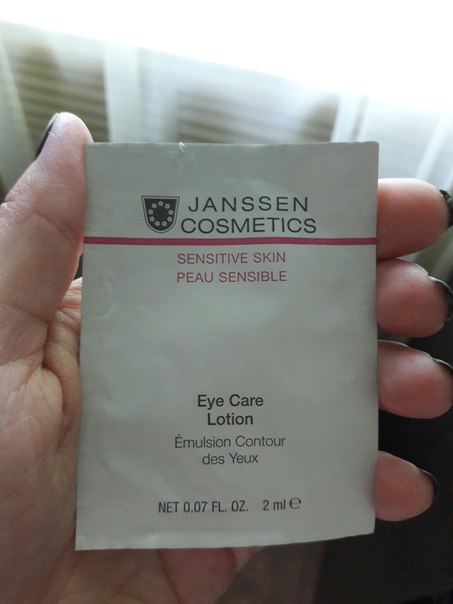 JANSSEN
COSMETICS
SENSITIVE SKIN
PEAU SENSIBLE
Eye Care
Lotion
Émulsion Contour
des Yeux
NET 0.07 FL. OZ. 2 ml ℮